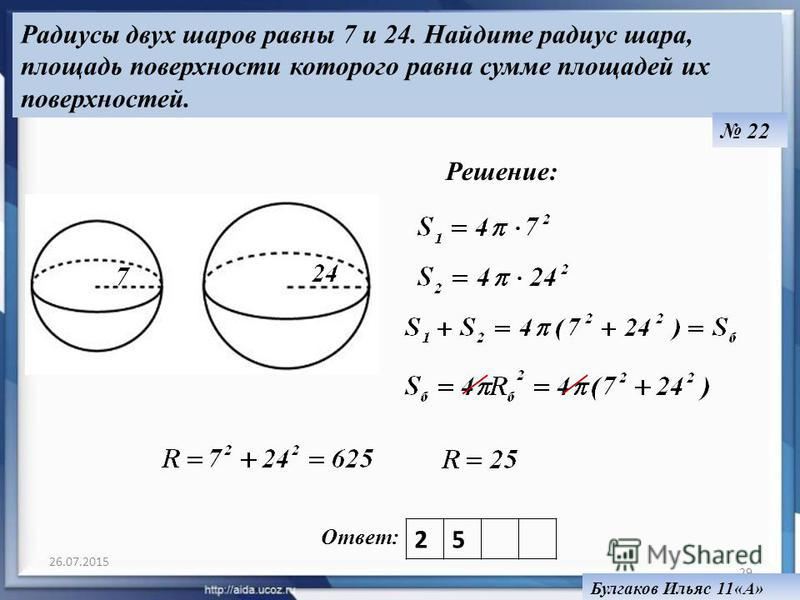 Радиусы двух шаров равны 7 и 24. Найдите радиус шара,
площадь поверхности которого равна сумме площадей их
поверхностей.
№ 22
Решение:
7
24
S₁ = 4π · 7²
S₂ = 4π · 24²
S₁ + S₂ = 4π(7² + 24²) = Sб
Sб = 4πRб² = 4π(7² + 24²)
R = 7² + 24² = 625
R = 25
Ответ: 2 5
26.07.2015
29
MyShared
http://aida.ucoz.ru
Булгаков Ильяс 11«А»